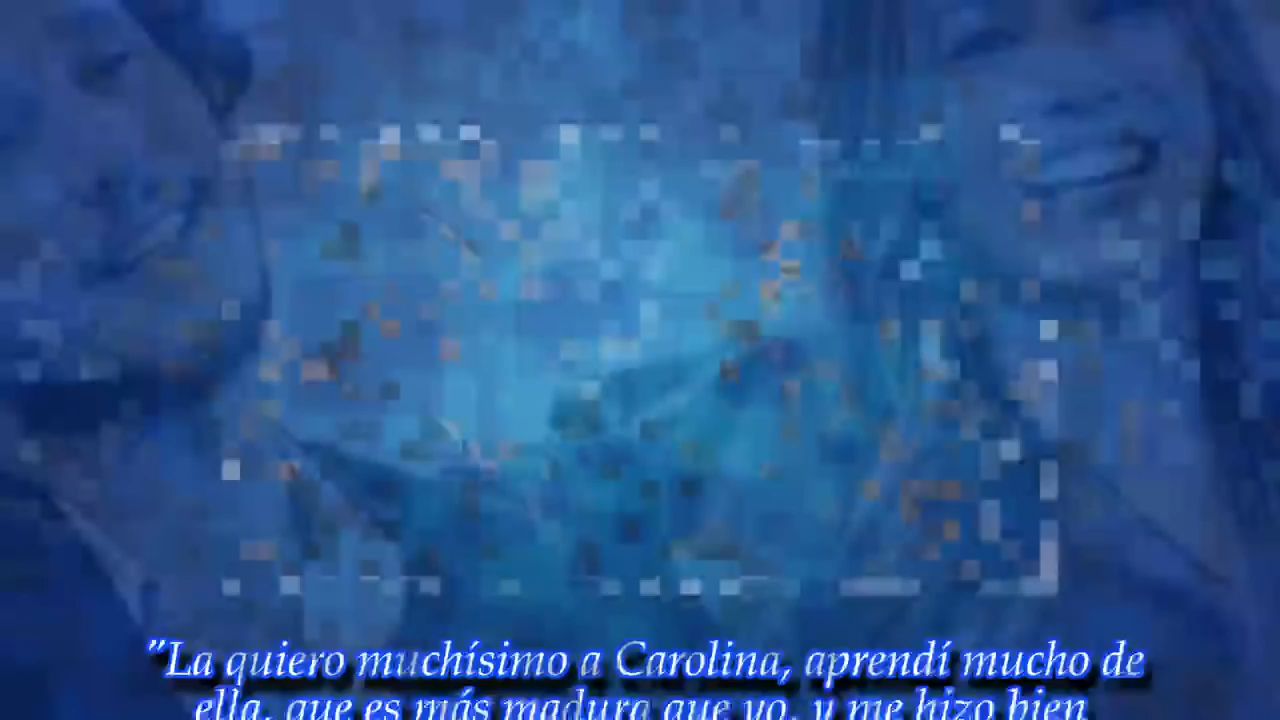 "La quiero muchísimo a Carolina, aprendí mucho de
ella, que es más madura que yo, y me hizo bien